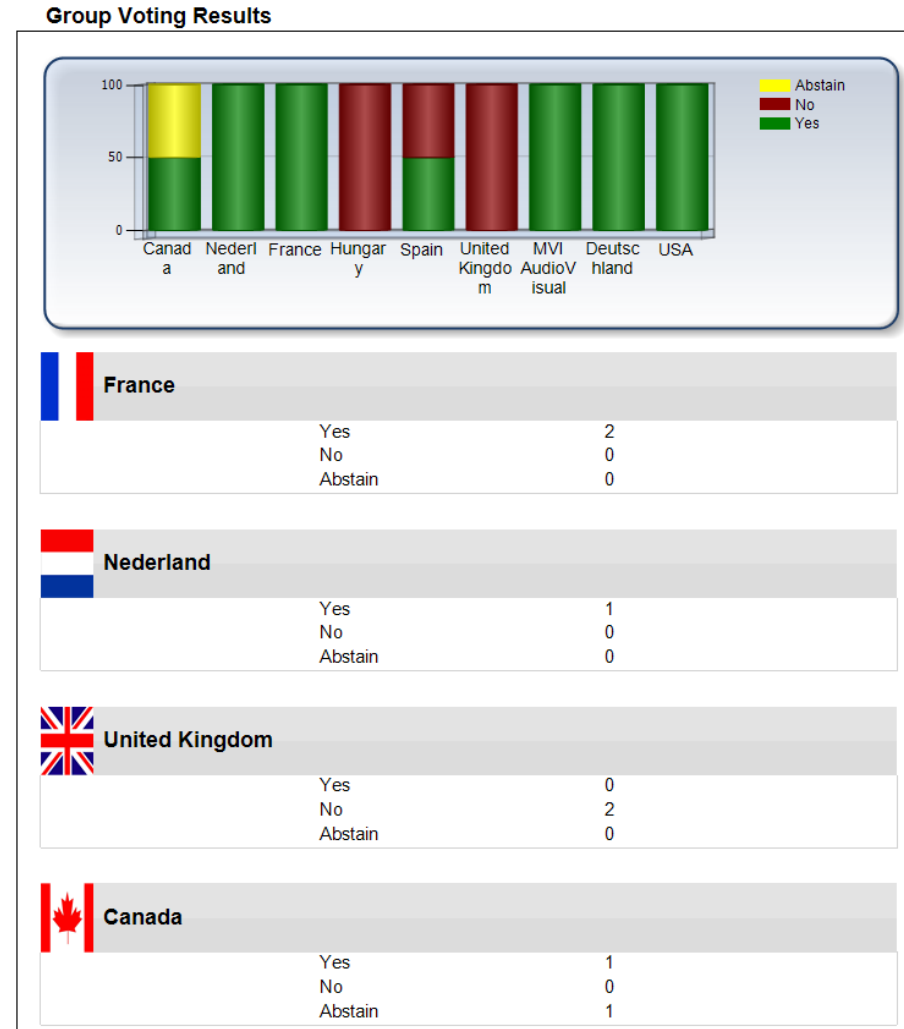 Group Voting Results
100
50
0
Abstain
No
Yes
Canad Nederl France Hungar Spain United MVI Deutsc USA
a and y Kingdo AudioV hland
m isual
France
Yes 2
No 0
Abstain 0
Nederland
Yes 1
No 0
Abstain 0
United Kingdom
Yes 0
No 2
Abstain 0
Canada
Yes 1
No 0
Abstain 1